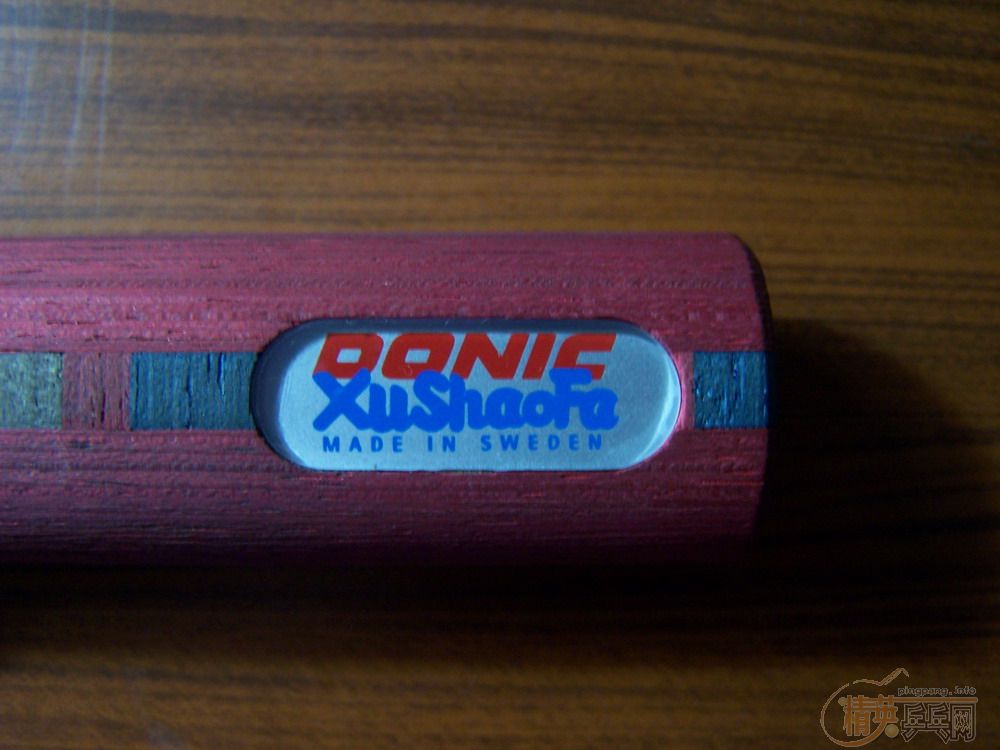 DONIC
XuShaoFa
MADE IN SWEDEN
pingpang.info
精英乒乓网